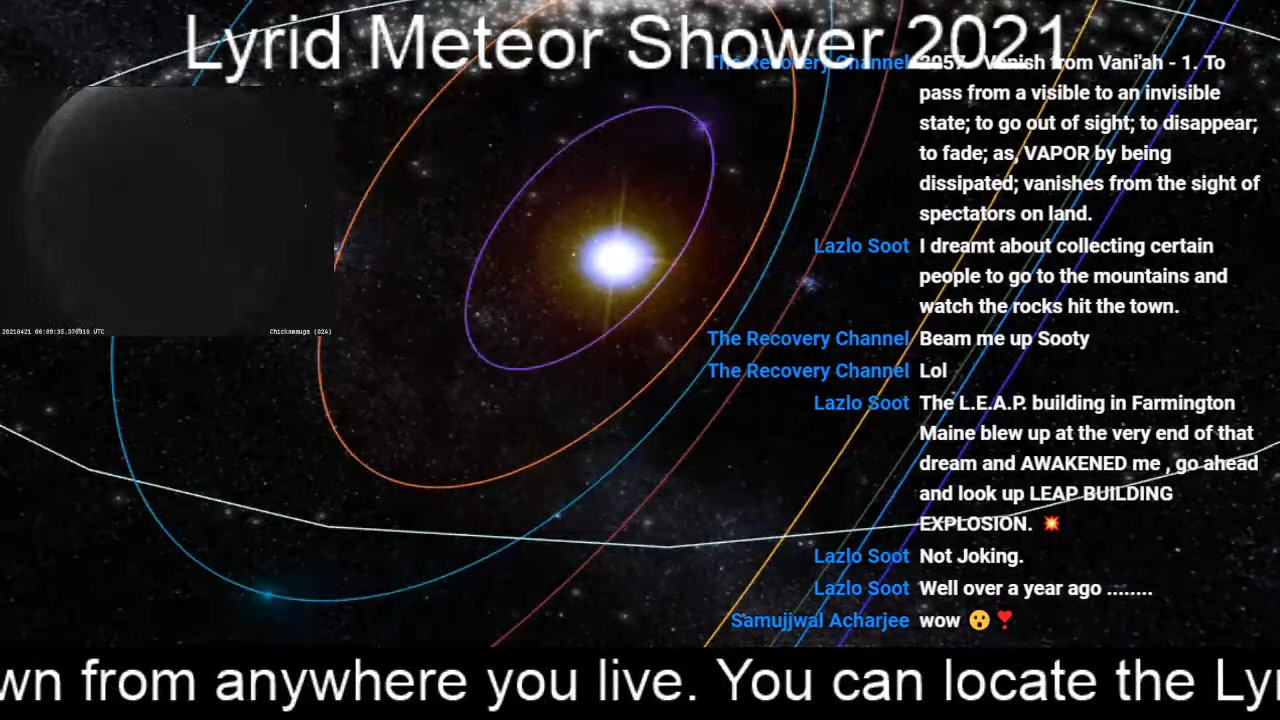 Lyrid Meteor Shower 2021
The Recovery Channel 2057 - Vanish from Vani'ah - 1. To
pass from a visible to an invisible
state; to go out of sight; to disappear;
to fade; as, VAPOR by being
dissipated; vanishes from the sight of
spectators on land.
Lazlo Soot I dreamt about collecting certain
people to go to the mountains and
watch the rocks hit the town.
The Recovery Channel Beam me up Sooty
The Recovery Channel Lol
Lazlo Soot The L.E.A.P. building in Farmington
Maine blew up at the very end of that
dream and AWAKENED me , go ahead
and look up LEAP BUILDING
EXPLOSION. 💥
Lazlo Soot Not Joking.
Lazlo Soot Well over a year ago ........
Samujjwal Acharjee wow 😮❣️
Chickamauga (02A)
wn from anywhere you live. You can locate the Lyr